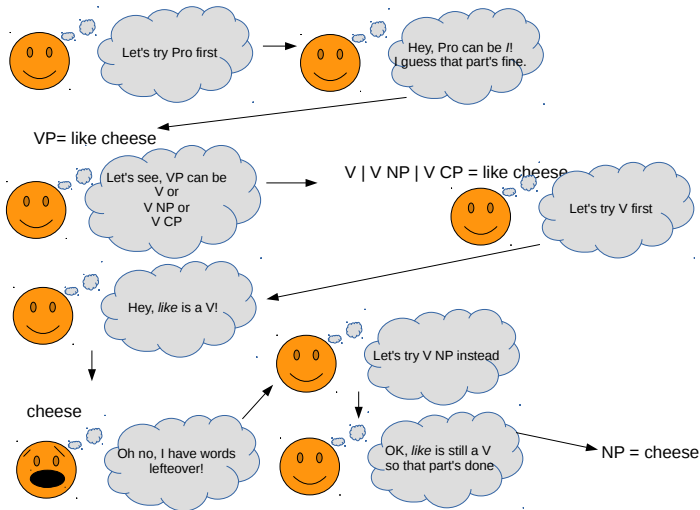 Let's try Pro first
Hey, Pro can be I!
I guess that part's fine.
VP= like cheese
Let's see, VP can be
V or
V NP or
V CP
V | V NP | V CP = like cheese
Let's try V first
Hey, like is a V!
Let's try V NP instead
cheese
Oh no, I have words
leftover!
OK, like is still a V
so that part's done
NP = cheese